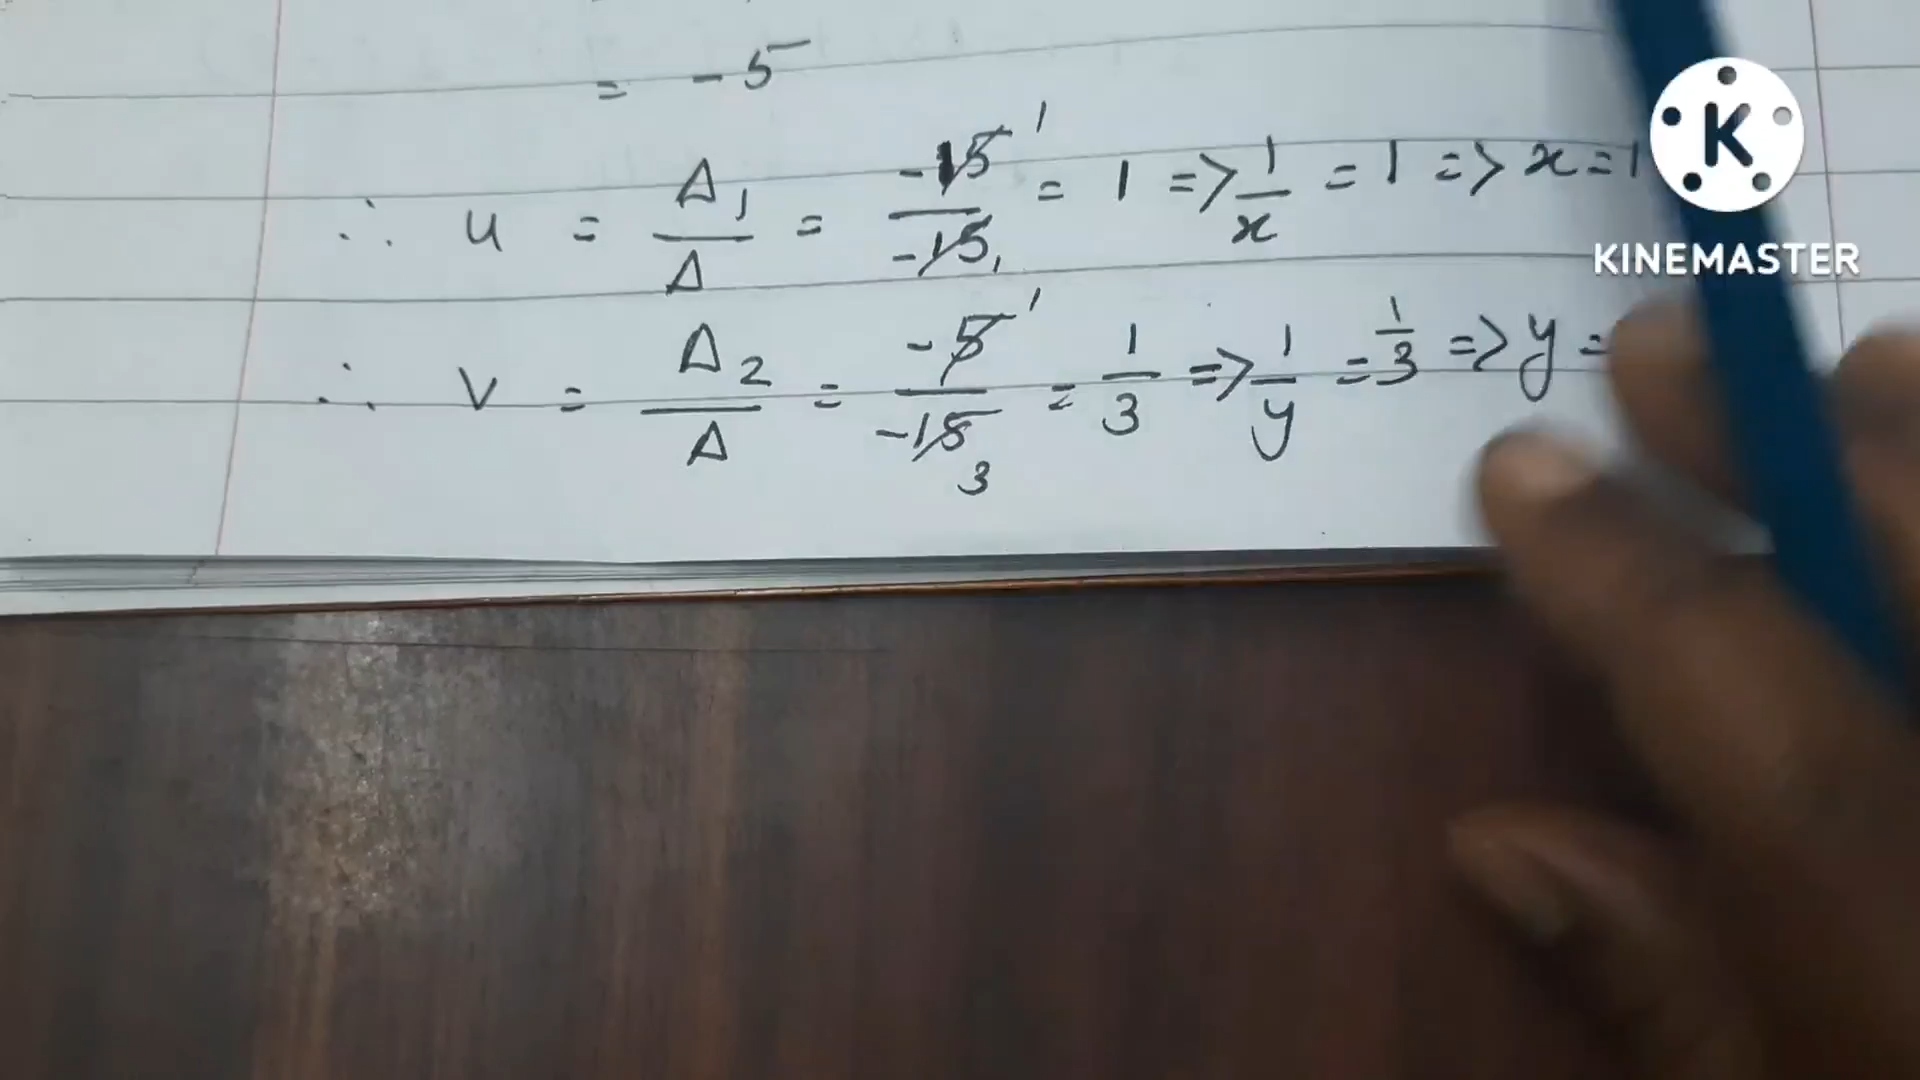 = -5
∴ u = Δ₁/Δ = -15/-15 = 1 => 1/x = 1 => x = 1
∴ v = Δ₂/Δ = -5/-15 = 1/3 => 1/y = 1/3 => y =
K
KINEMASTER